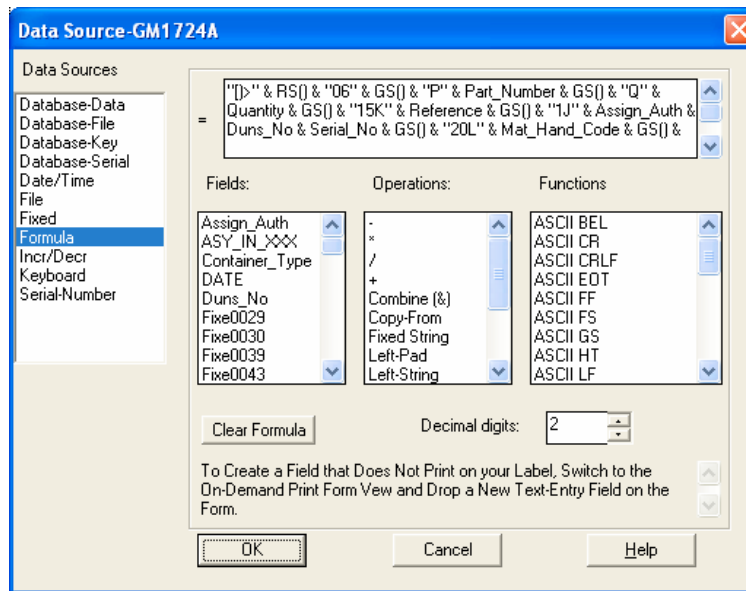 Data Source-GM1724A
Data Sources
Database-Data
Database-File
Database-Key
Database-Serial
Date/Time
File
Fixed
Formula
Incr/Decr
Keyboard
Serial-Number
=
"[)>" & RS() & "06" & GS() & "P" & Part_Number & GS() & "Q" &
Quantity & GS() & "15K" & Reference & GS() & "1J" & Assign_Auth &
Duns_No & Serial_No & GS() & "20L" & Mat_Hand_Code & GS() &
Fields:
Assign_Auth
ASY_IN_XXX
Container_Type
DATE
Duns_No
Fixe0029
Fixe0030
Fixe0039
Fixe0043
Operations:
-
*
/
+
Combine (&)
Copy-From
Fixed String
Left-Pad
Left-String
Functions
ASCII BEL
ASCII CR
ASCII CRLF
ASCII EOT
ASCII FF
ASCII FS
ASCII GS
ASCII HT
ASCII LF
Clear Formula
Decimal digits:
2
To Create a Field that Does Not Print on your Label, Switch to the
On-Demand Print Form Vew and Drop a New Text-Entry Field on the
Form.
OK
Cancel
Help